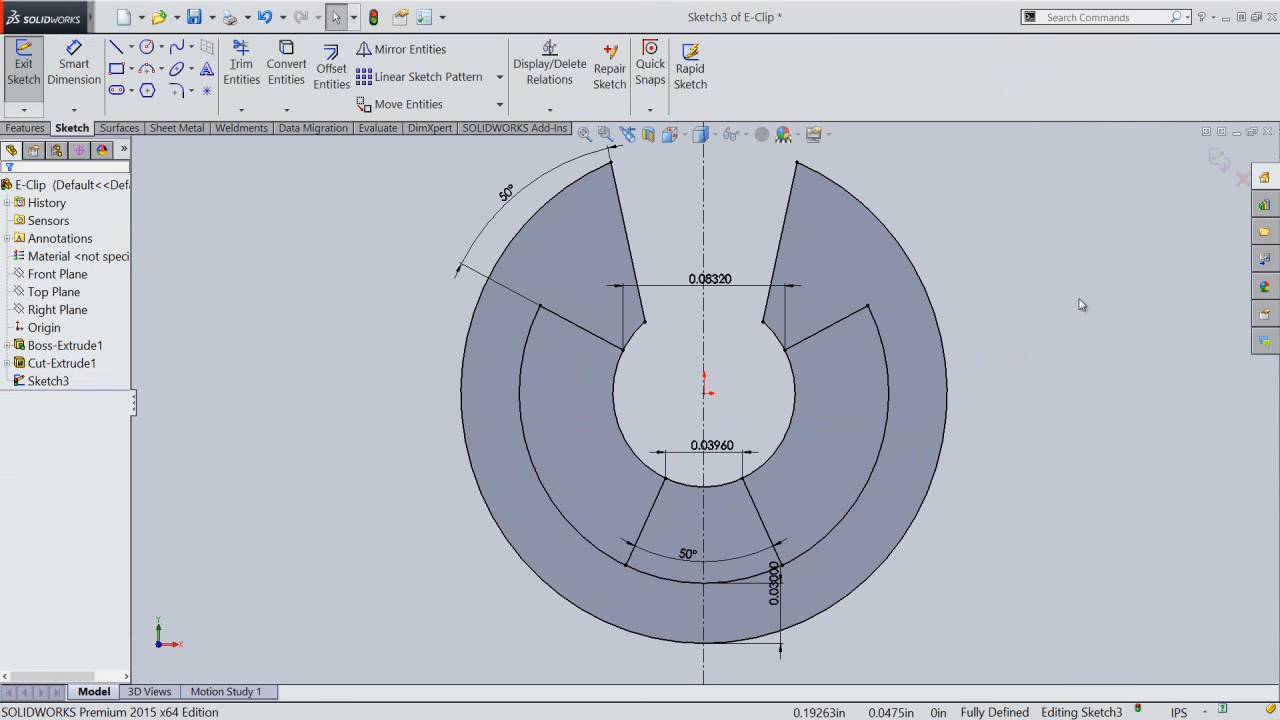 SOLIDWORKS
Sketch3 of E-Clip *
Search Commands
Exit Sketch
Smart Dimension
Trim Entities
Convert Entities
Offset Entities
Mirror Entities
Linear Sketch Pattern
Move Entities
Display/Delete Relations
Repair Sketch
Quick Snaps
Rapid Sketch
Features
Sketch
Surfaces
Sheet Metal
Weldments
Data Migration
Evaluate
DimXpert
SOLIDWORKS Add-Ins
E-Clip (Default<<Def
History
Sensors
Annotations
Material <not speci
Front Plane
Top Plane
Right Plane
Origin
Boss-Extrude1
Cut-Extrude1
Sketch3
50°
0.08320
0.03960
50°
0.03000
Y
X
Model
3D Views
Motion Study 1
SOLIDWORKS Premium 2015 x64 Edition
0.19263in
0.0475in
0in
Fully Defined
Editing Sketch3
IPS